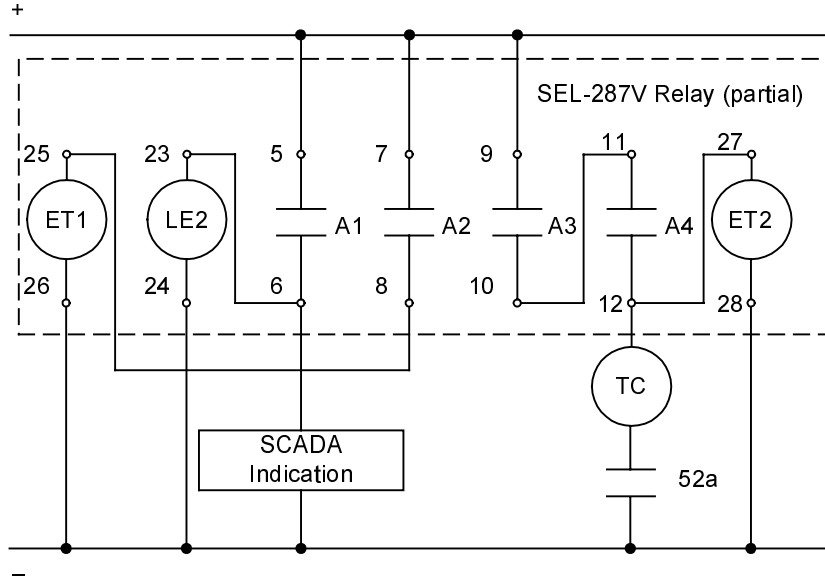 +
SEL-287V Relay (partial)
25 23 5 7 9 11 27
ET1 LE2 A1 A2 A3 A4 ET2
26 24 6 8 10 12 28
TC
SCADA
Indication
52a
–